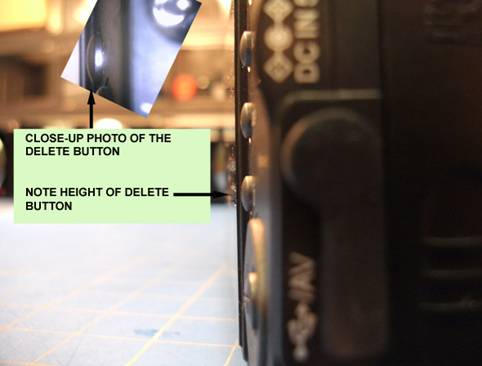 CLOSE-UP PHOTO OF THE
DELETE BUTTON
NOTE HEIGHT OF DELETE
BUTTON
DC IN
/AV